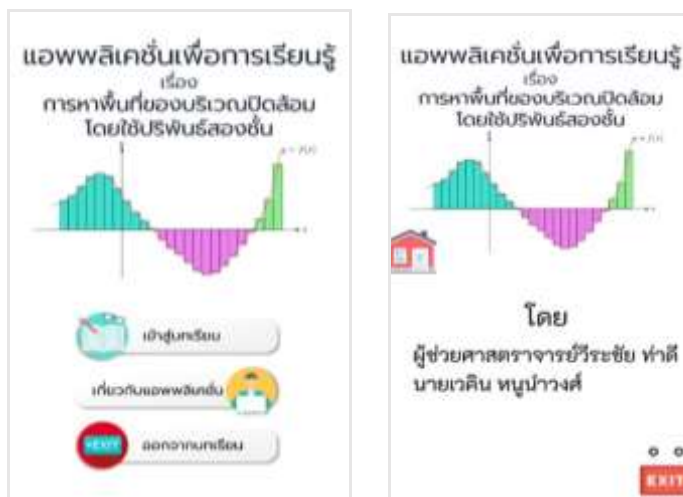 แอพพลิเคชั่นเพื่อการเรียนรู้
เรื่อง
การหาพื้นที่ของบริเวณปิดล้อม
โดยใช้ปริพันธ์สองชั้น
y = f(x)
x
เข้าสู่บทเรียน
เกี่ยวกับแอพพลิเคชั่น
EXIT
ออกจากบทเรียน
แอพพลิเคชั่นเพื่อการเรียนรู้
เรื่อง
การหาพื้นที่ของบริเวณปิดล้อม
โดยใช้ปริพันธ์สองชั้น
y = f(x)
x
โดย
ผู้ช่วยศาสตราจารย์วีระชัย ทำดี
นายเวคิน หนูนำวงศ์
EXIT